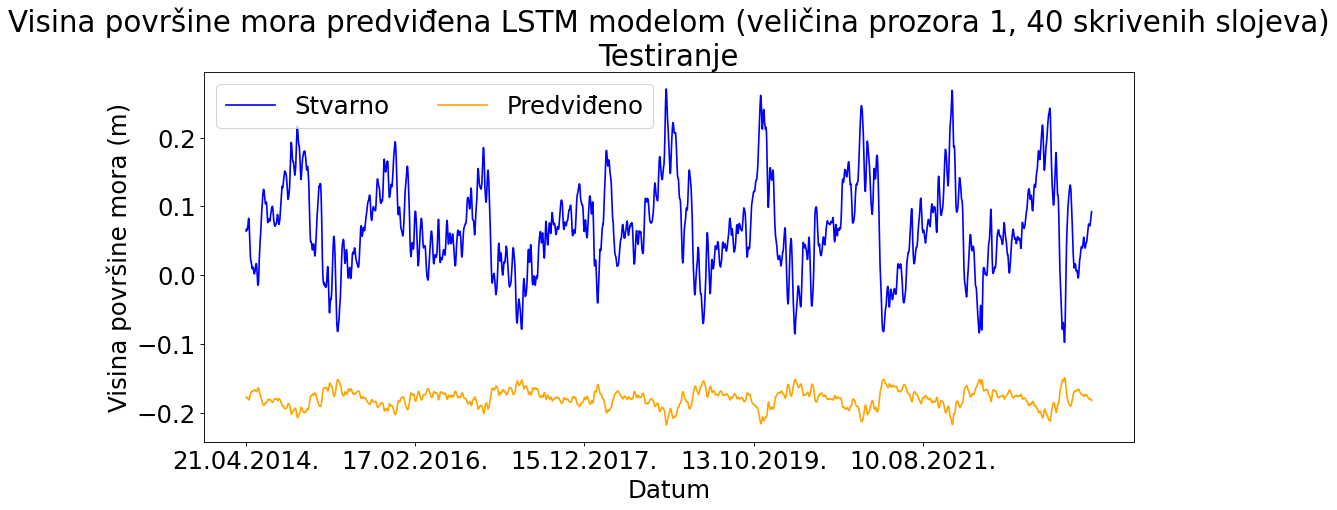 Visina površine mora predviđena LSTM modelom (veličina prozora 1, 40 skrivenih slojeva)
Testiranje
Stvarno
Predviđeno
Visina površine mora (m)
0.2
0.1
0.0
−0.1
−0.2
21.04.2014.
17.02.2016.
15.12.2017.
13.10.2019.
10.08.2021.
Datum